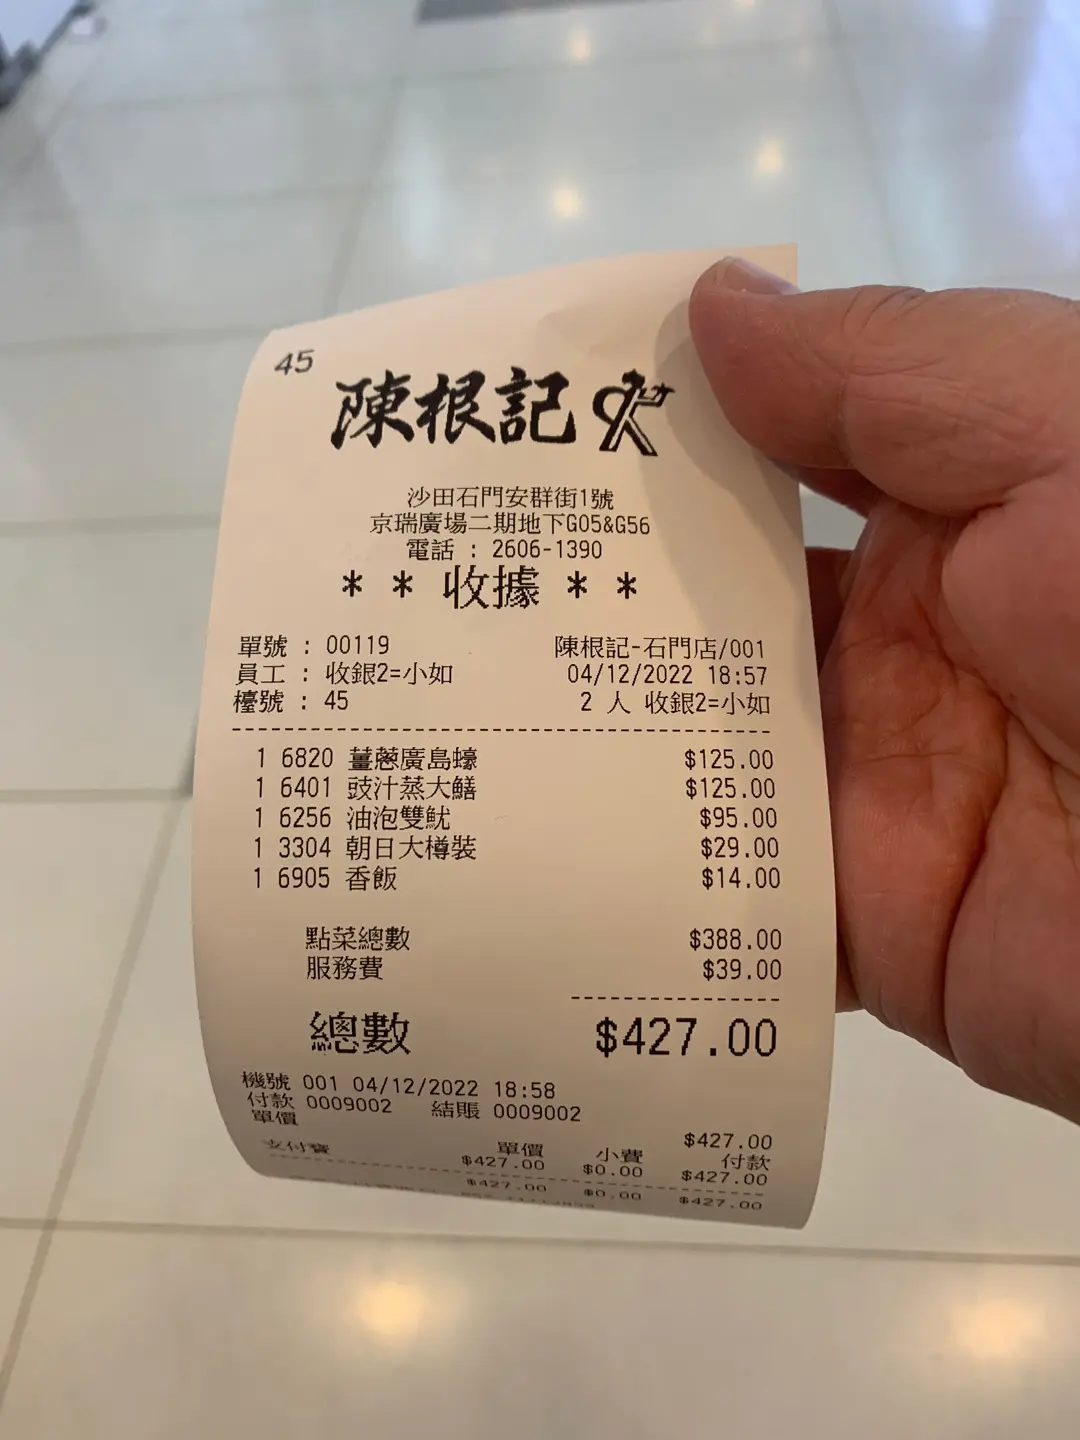 45
陳根記
沙田石門安群街1號
京瑞廣場二期地下G05&G56
電話 : 2606-1390
* * 收據 * *
單號 : 00119 陳根記-石門店/001
員工 : 收銀2=小如 04/12/2022 18:57
檯號 : 45 2 人 收銀2=小如
1 6820 薑蔥廣島蠔 $125.00
1 6401 豉汁蒸大鱔 $125.00
1 6256 油泡雙魷 $95.00
1 3304 朝日大樽裝 $29.00
1 6905 香飯 $14.00
點菜總數 $388.00
服務費 $39.00
總數 $427.00
機號 001 04/12/2022 18:58
付款 0009002 結賬 0009002
單價 $427.00
支付寶 單價 小費 付款
$427.00 $0.00 $427.00
$427.00 $0.00 $427.00